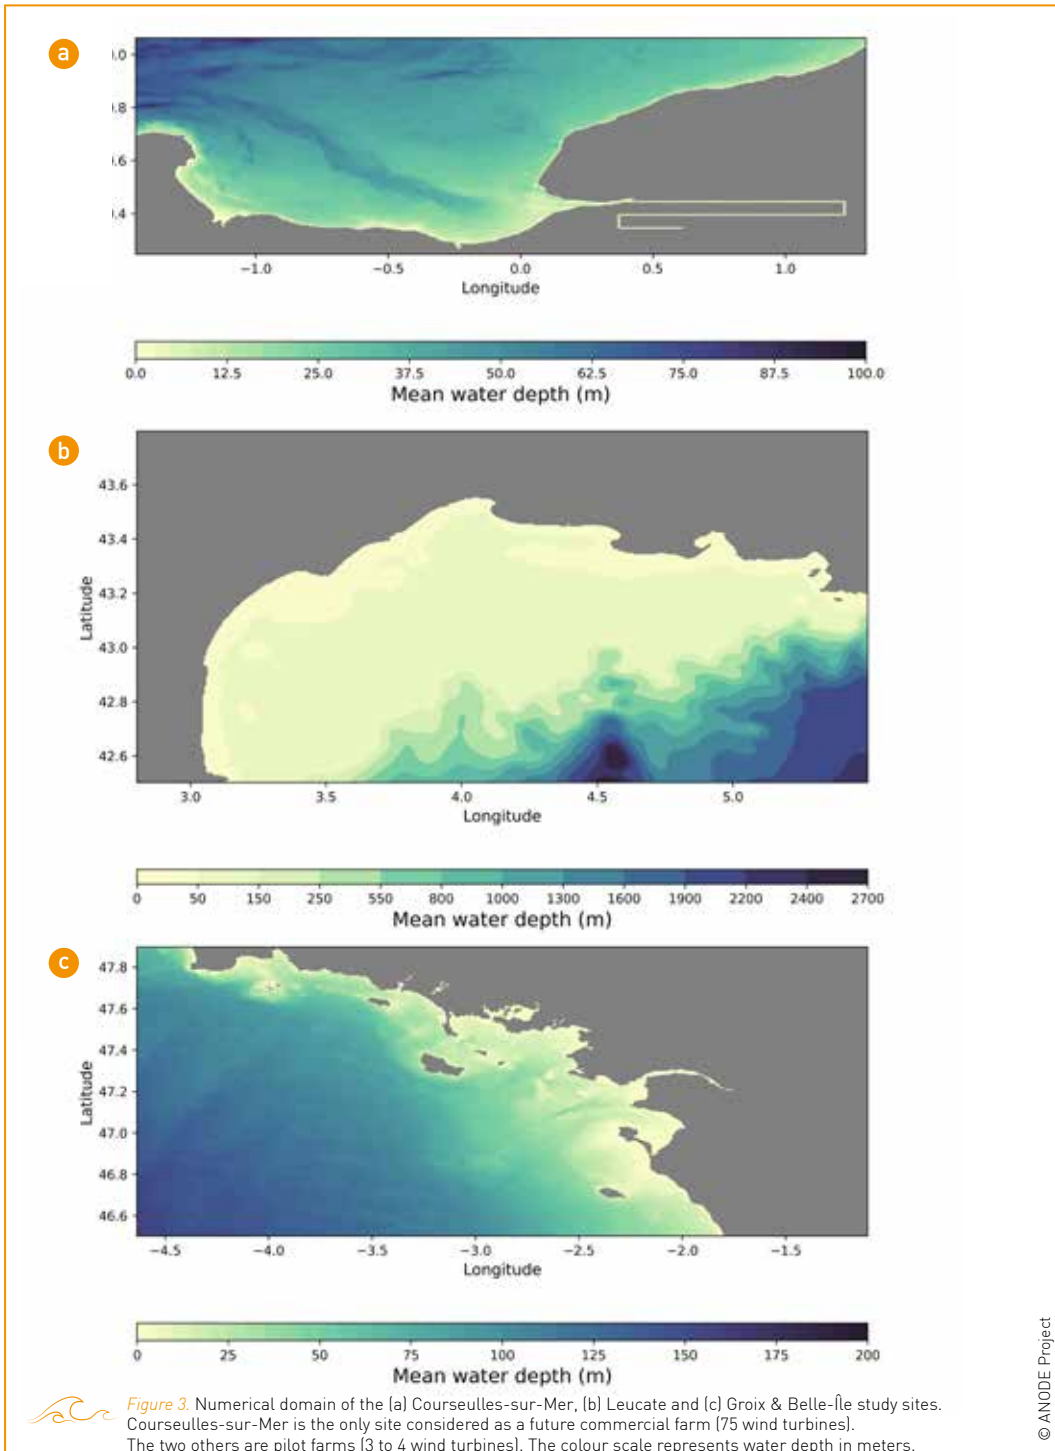 a
.0
.8
.6
.4
−1.0 −0.5 0.0 0.5 1.0
Longitude
0.0 12.5 25.0 37.5 50.0 62.5 75.0 87.5 100.0
Mean water depth (m)
b
43.6
43.4
43.2
43.0
42.8
42.6
Latitude
3.0 3.5 4.0 4.5 5.0
Longitude
0 50 150 250 550 800 1000 1300 1600 1900 2200 2400 2700
Mean water depth (m)
c
47.8
47.6
47.4
47.2
47.0
46.8
46.6
Latitude
−4.5 −4.0 −3.5 −3.0 −2.5 −2.0 −1.5
Longitude
0 25 50 75 100 125 150 175 200
Mean water depth (m)
Figure 3. Numerical domain of the (a) Courseulles-sur-Mer, (b) Leucate and (c) Groix & Belle-Île study sites.
Courseulles-sur-Mer is the only site considered as a future commercial farm (75 wind turbines).
The two others are pilot farms (3 to 4 wind turbines). The colour scale represents water depth in meters.
© ANODE Project